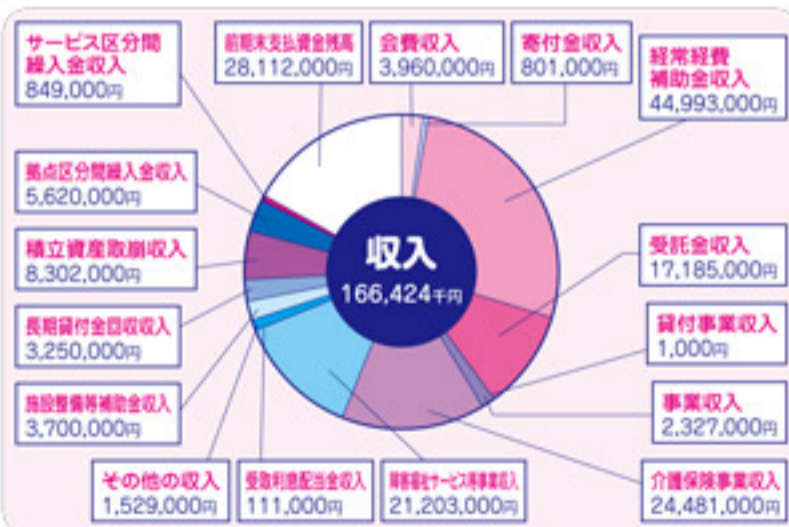 サービス区分間
繰入金収入
849,000円
前期末支払資金残高
28,112,000円
会費収入
3,960,000円
寄付金収入
801,000円
経常経費
補助金収入
44,993,000円
拠点区分間繰入金収入
5,620,000円
積立資産取崩収入
8,302,000円
収入
166,424千円
受託金収入
17,185,000円
長期貸付金回収収入
3,250,000円
貸付事業収入
1,000円
施設整備等補助金収入
3,700,000円
事業収入
2,327,000円
その他の収入
1,529,000円
受取利息配当金収入
111,000円
障害福祉サービス等事業収入
21,203,000円
介護保険事業収入
24,481,000円